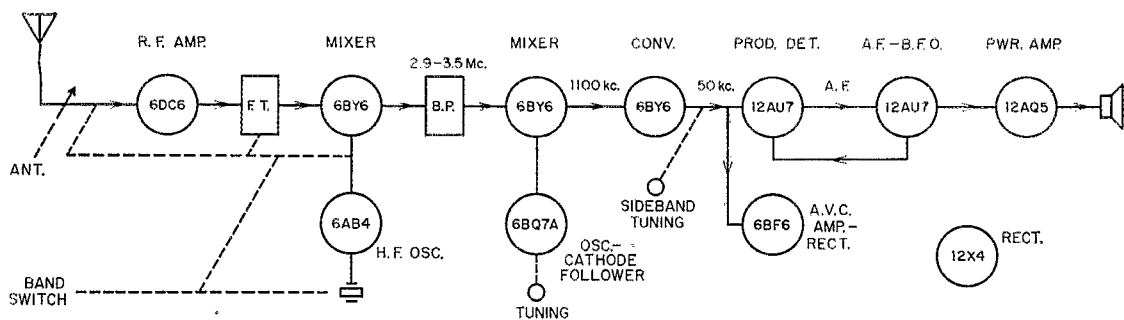 R.F. AMP.
MIXER
MIXER
CONV.
PROD. DET.
A.F.-B.F.O.
PWR. AMP.
2.9-3.5 Mc.
1100 kc.
50 kc.
A.F.
6DC6
F.T.
6BY6
B.P.
6BY6
6BY6
12AU7
12AU7
12AQ5
ANT.
SIDEBAND
TUNING
6AB4
H.F. OSC.
6BQ7A
OSC.-
CATHODE
FOLLOWER
6BF6
A.V.C.
AMP.-
RECT.
12X4
RECT.
BAND
SWITCH
TUNING